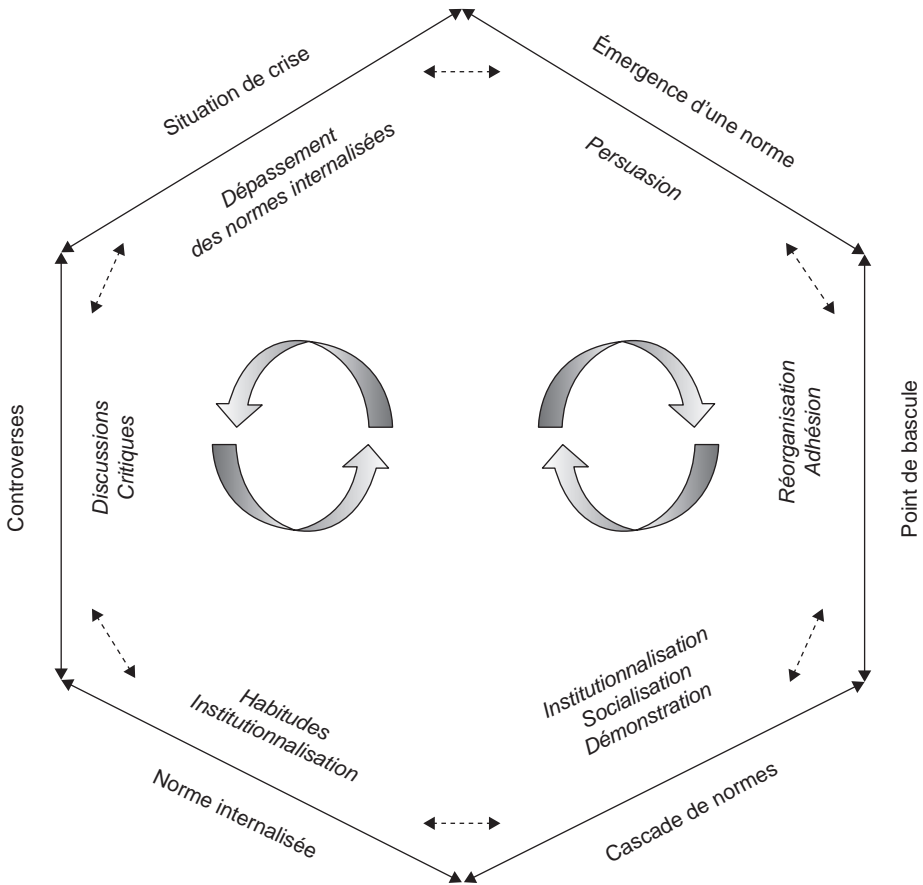 Situation de crise
Émergence d'une norme
Dépassement
des normes internalisées
Persuasion
Controverses
Discussions
Critiques
Réorganisation
Adhésion
Point de bascule
Habitudes
Institutionnalisation
Institutionnalisation
Socialisation
Démonstration
Norme internalisée
Cascade de normes